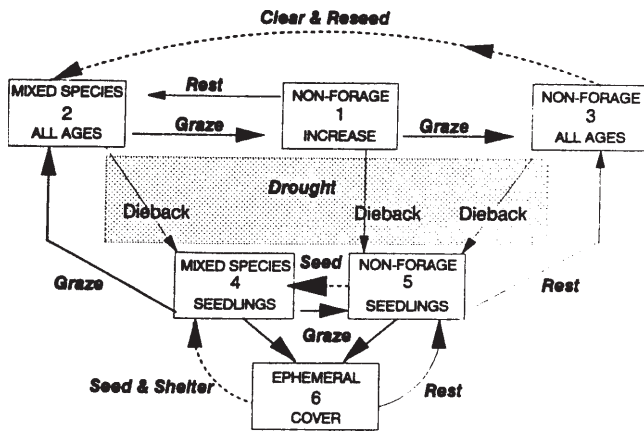 Clear & Reseed
MIXED SPECIES
2
ALL AGES
Rest
Graze
NON-FORAGE
1
INCREASE
Graze
NON-FORAGE
3
ALL AGES
Drought
Dieback
Dieback
Dieback
Graze
MIXED SPECIES
4
SEEDLINGS
Seed
NON-FORAGE
5
SEEDLINGS
Rest
Graze
Seed & Shelter
EPHEMERAL
6
COVER
Rest